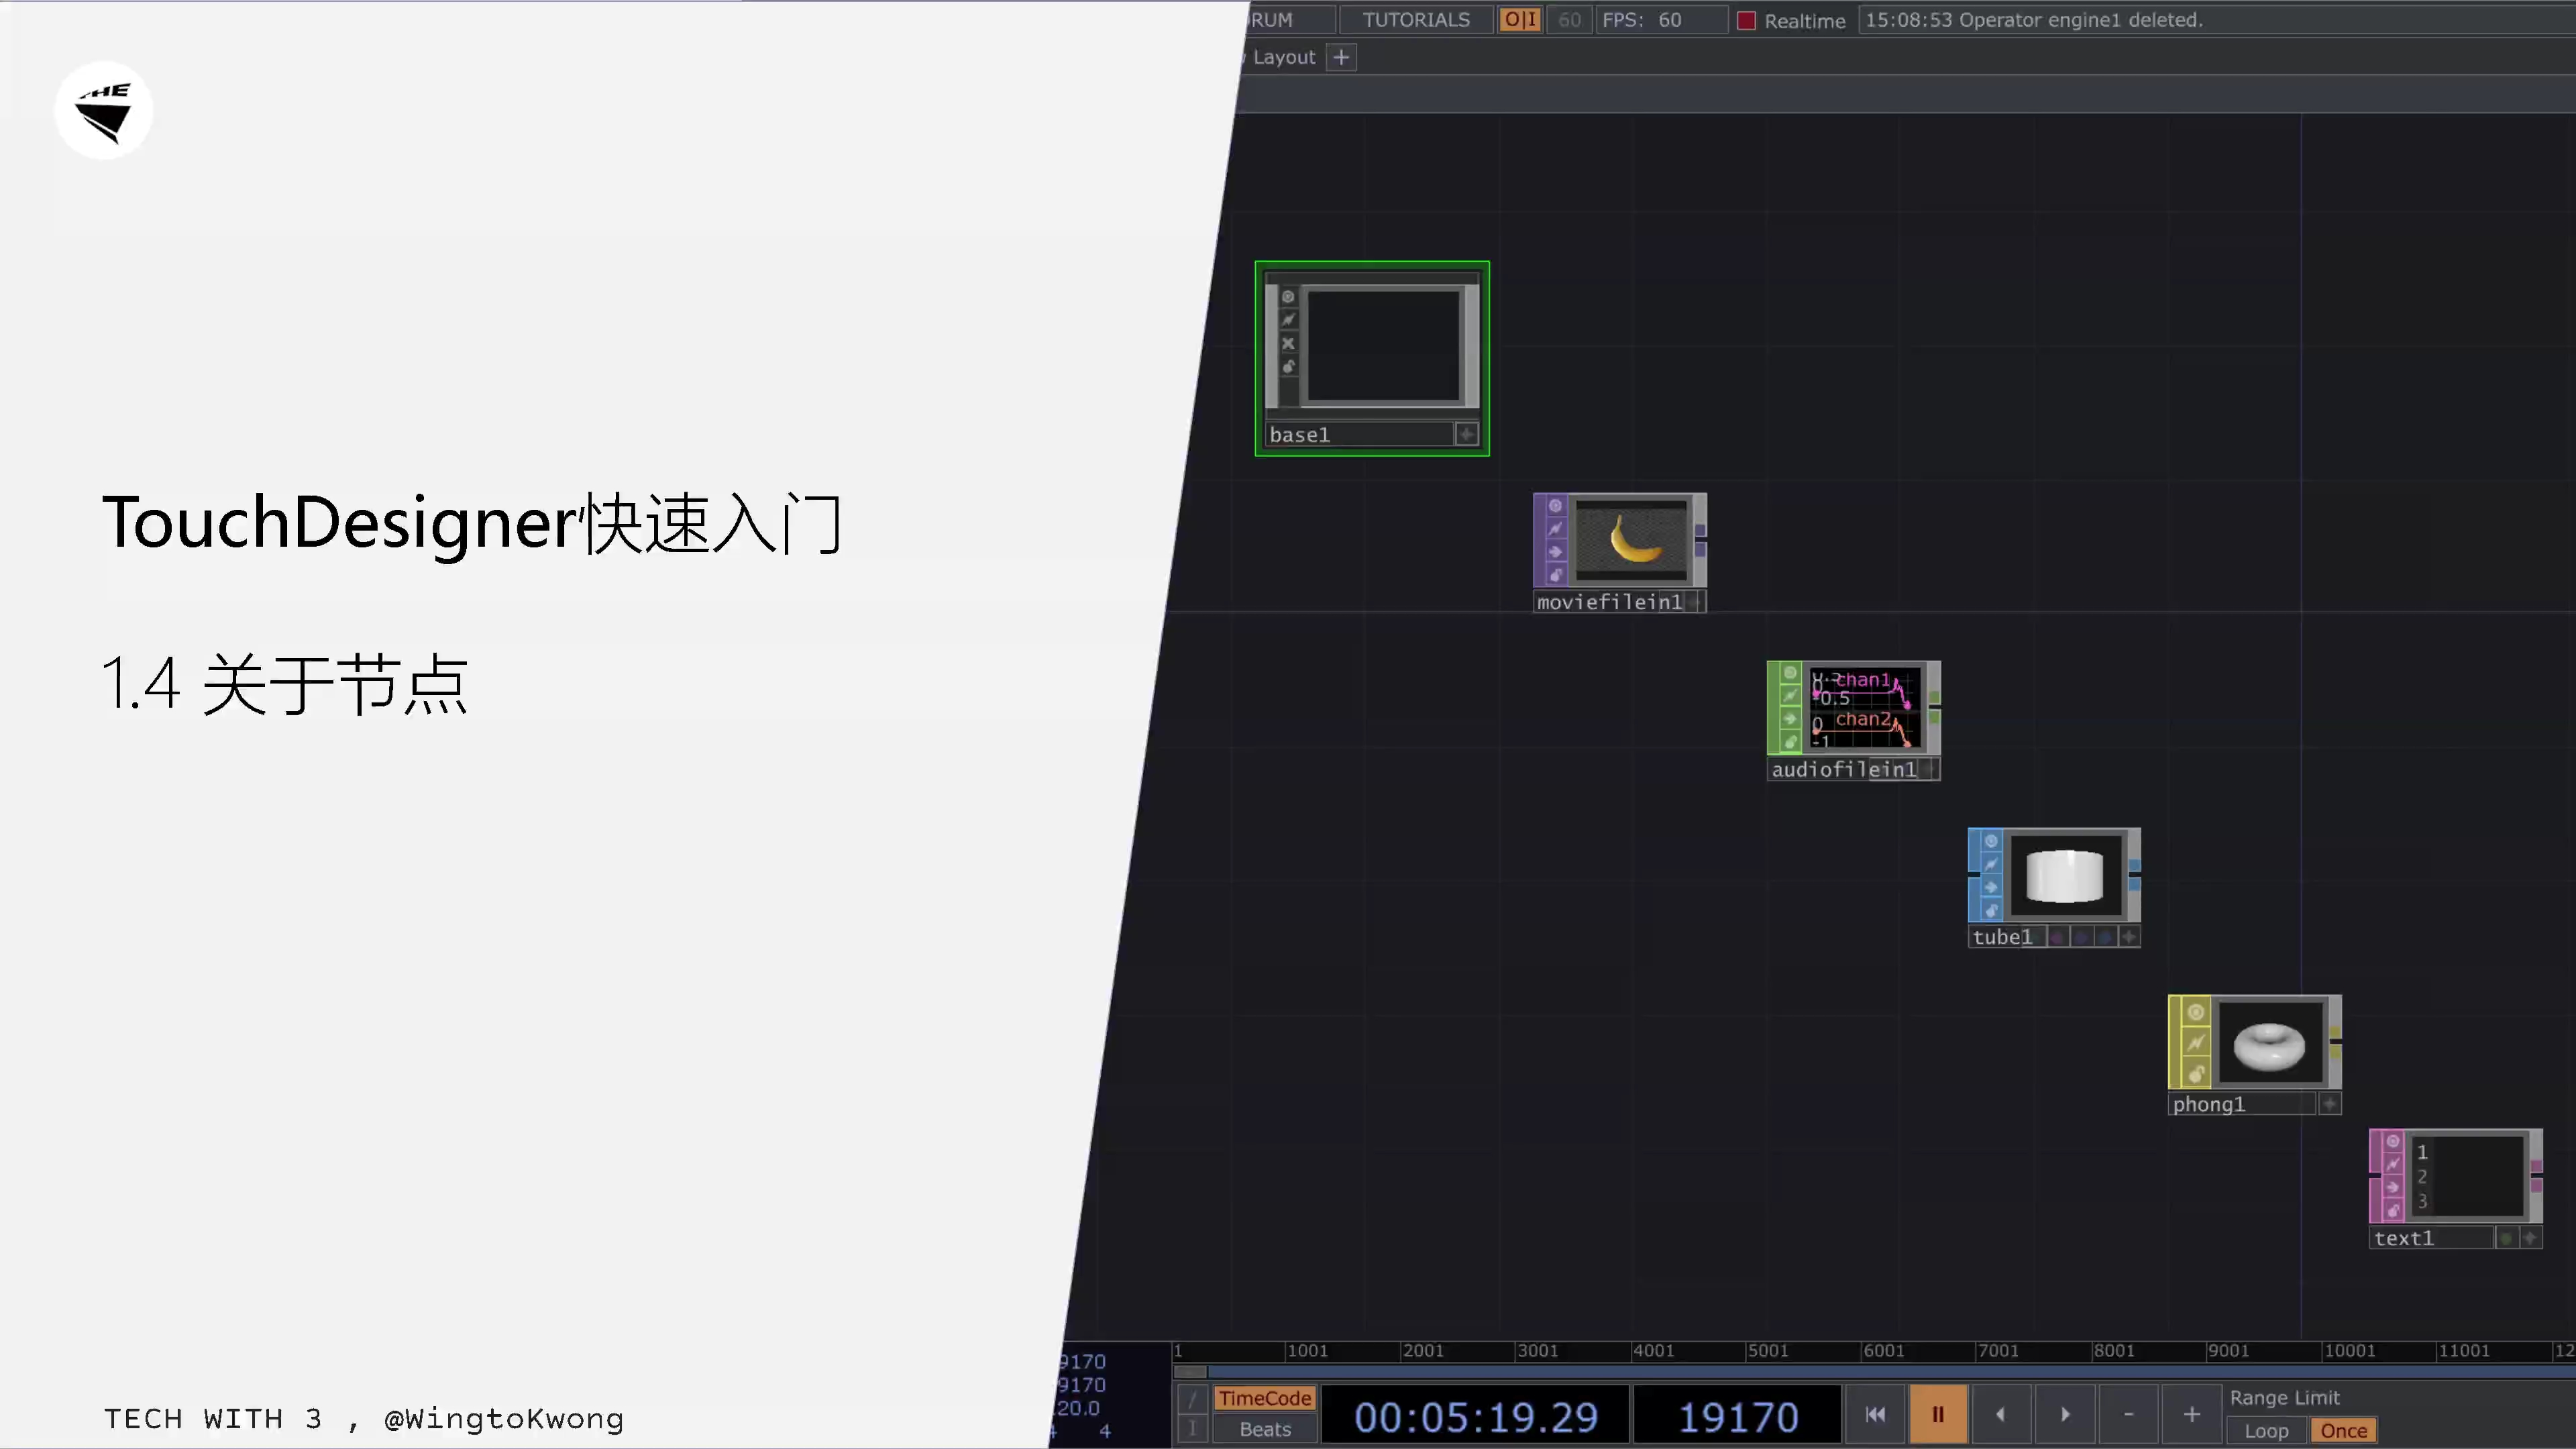 HE
TouchDesigner快速入门
1.4 关于节点
TECH WITH 3 , @WingtoKwong
RUM TUTORIALS O|I 60 FPS: 60 Realtime 15:08:53 Operator engine1 deleted.
Layout +
base1
moviefilein1
chan1
-0.5
0 chan2
-1
audiofilein1
tube1
phong1
1
2
3
text1
1 1001 2001 3001 4001 5001 6001 7001 8001 9001 10001 11001 12
9170
9170
20.0
4 4
/ TimeCode 00:05:19.29 19170 - + Range Limit
I Beats Loop Once